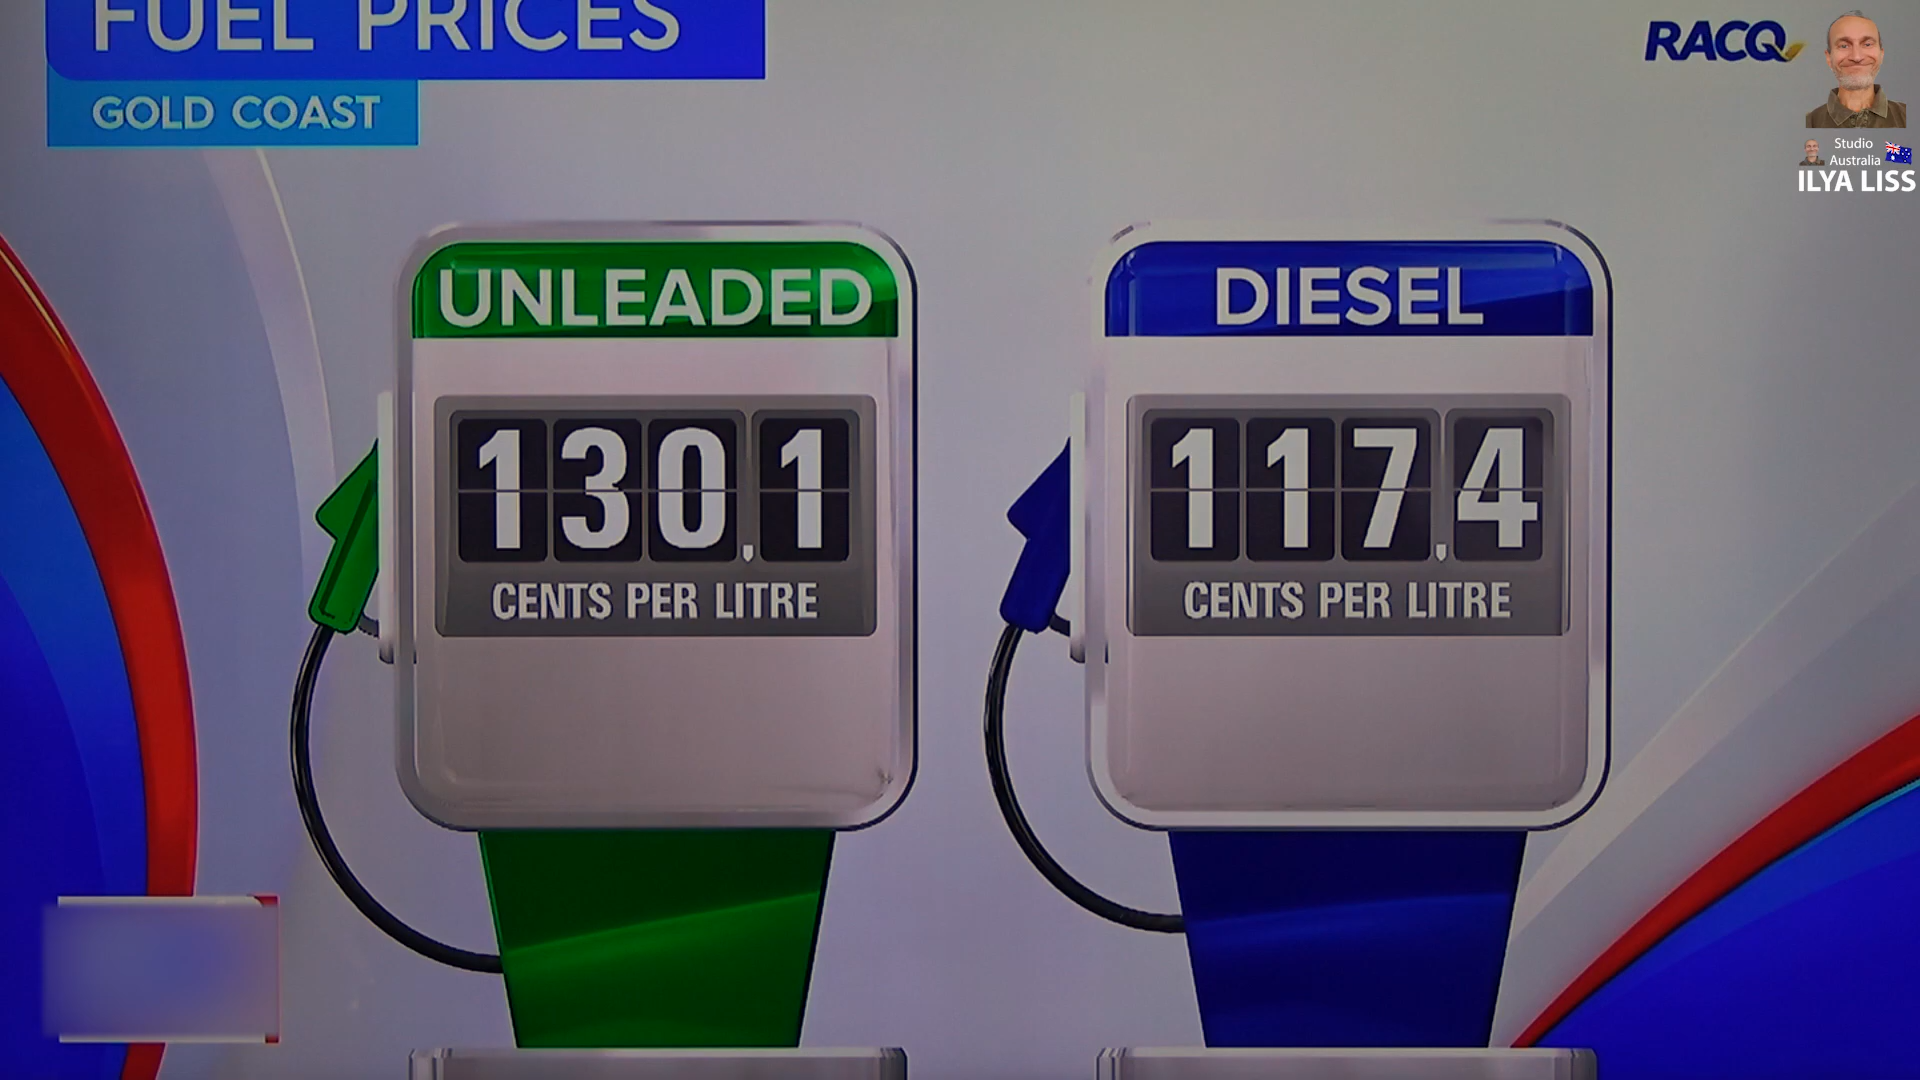 FUEL PRICES
GOLD COAST
RACQ
Studio
Australia
ILYA LISS
UNLEADED
130.1
CENTS PER LITRE
DIESEL
117.4
CENTS PER LITRE